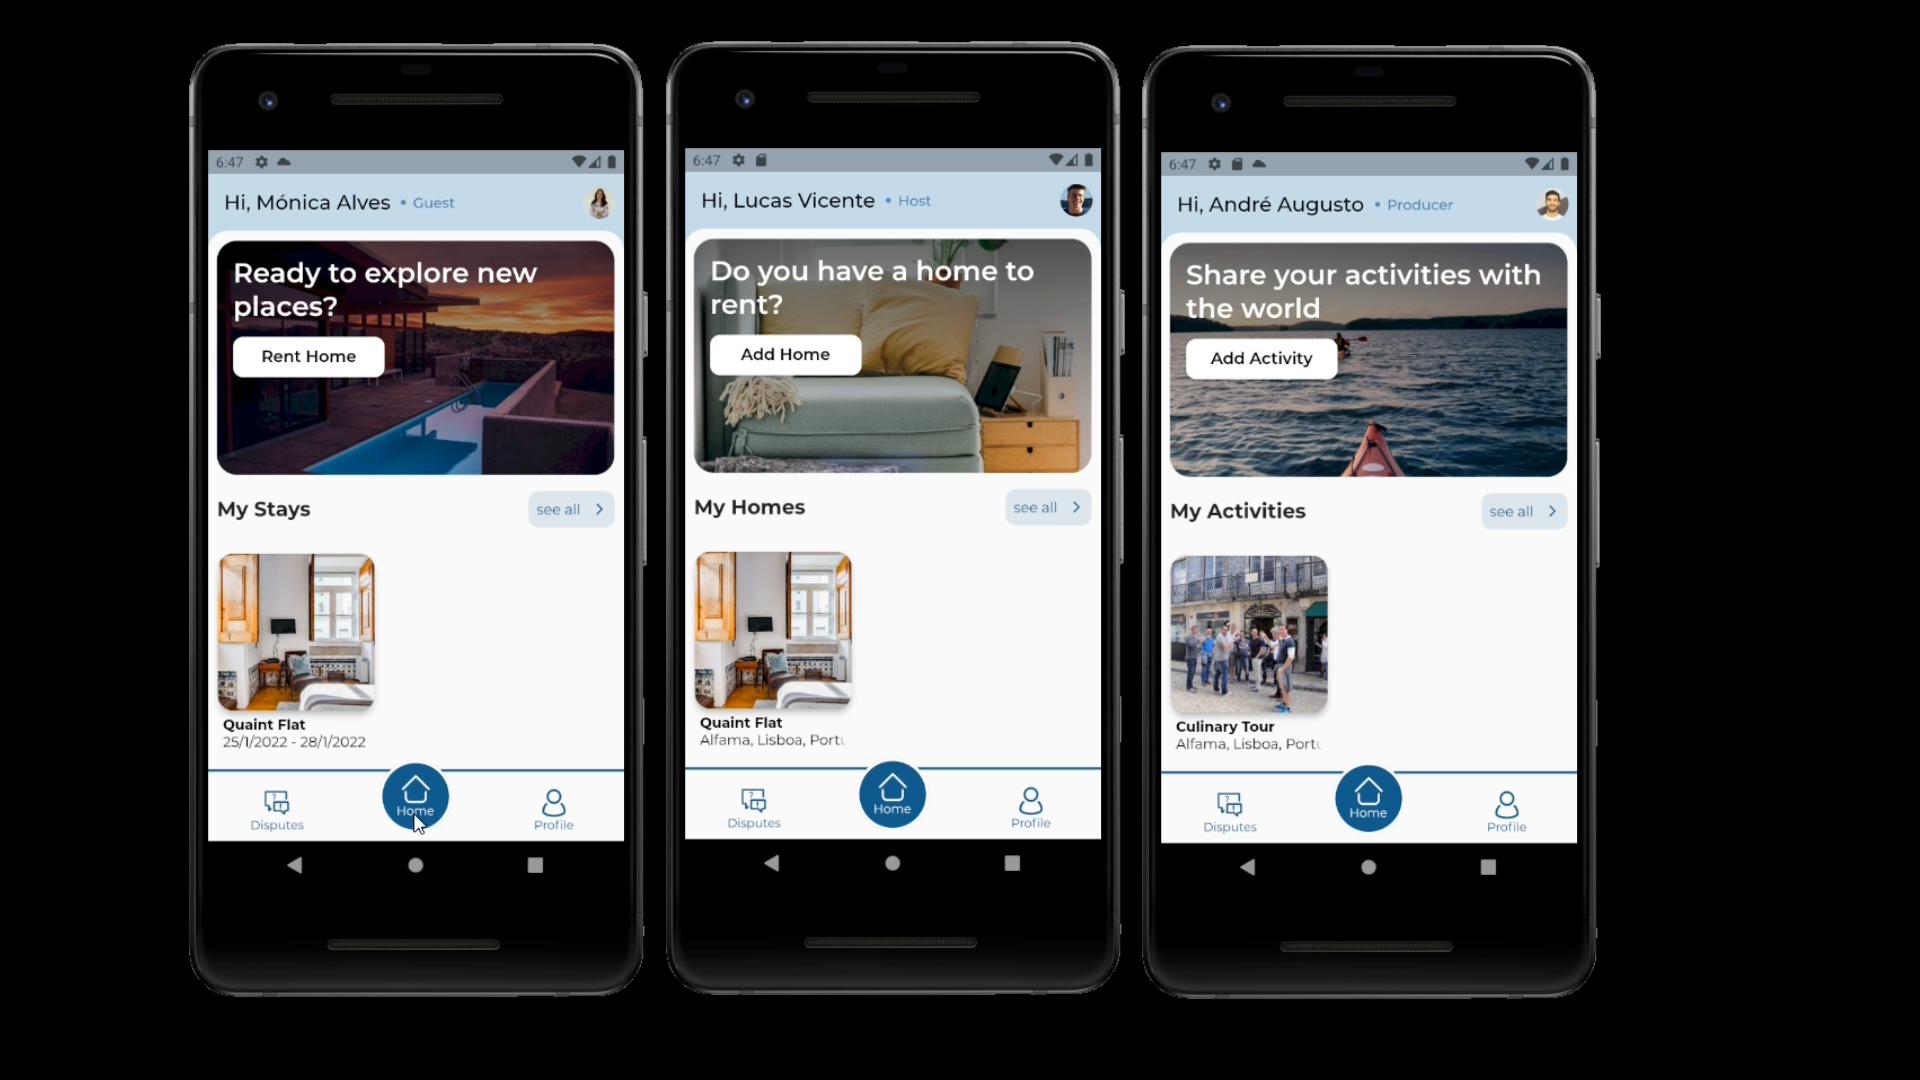 6:47
Hi, Mónica Alves • Guest
Ready to explore new
places?
Rent Home
My Stays
see all
Quaint Flat
25/1/2022 - 28/1/2022
Disputes
Home
Profile
6:47
Hi, Lucas Vicente • Host
Do you have a home to
rent?
Add Home
My Homes
see all
Quaint Flat
Alfama, Lisboa, Portu
Disputes
Home
Profile
6:47
Hi, André Augusto • Producer
Share your activities with
the world
Add Activity
My Activities
see all
Culinary Tour
Alfama, Lisboa, Portu
Disputes
Home
Profile